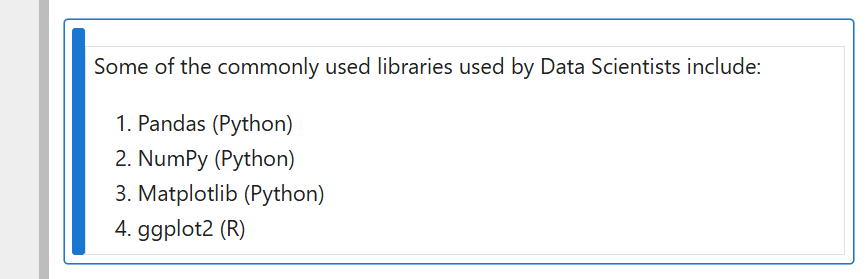 Some of the commonly used libraries used by Data Scientists include:
1. Pandas (Python)
2. NumPy (Python)
3. Matplotlib (Python)
4. ggplot2 (R)